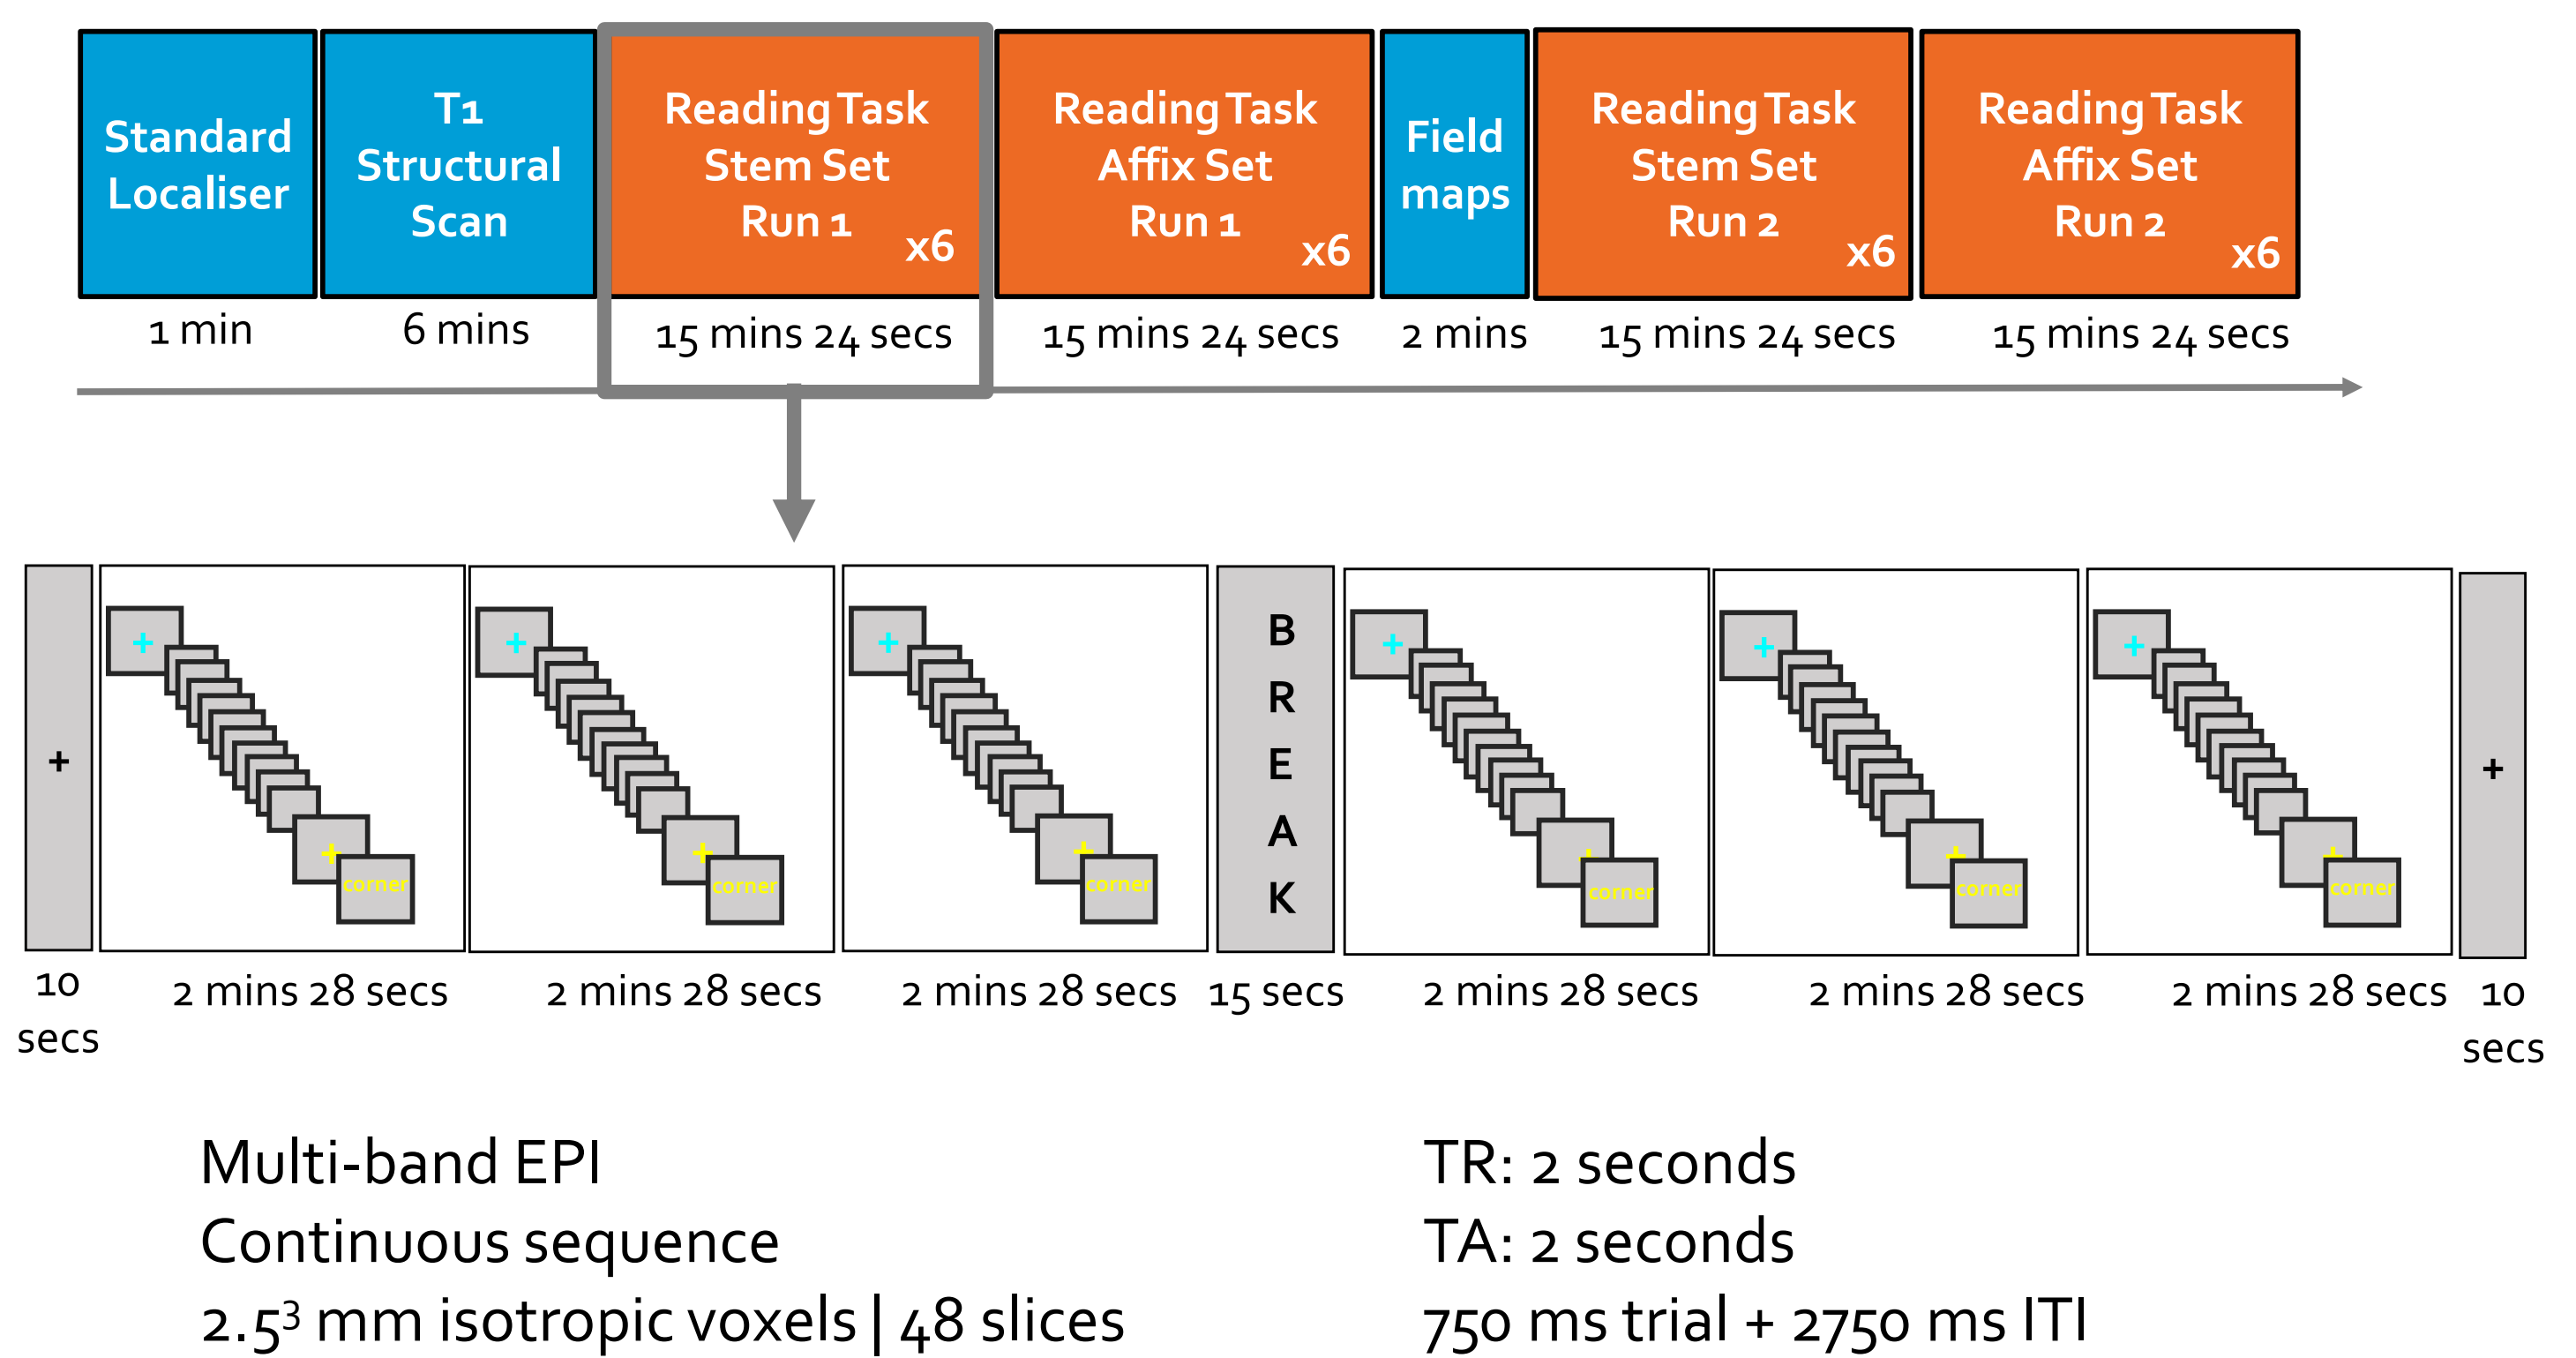 Standard
Localiser
T1
Structural
Scan
Reading Task
Stem Set
Run 1
x6
Reading Task
Affix Set
Run 1
x6
Field
maps
Reading Task
Stem Set
Run 2
x6
Reading Task
Affix Set
Run 2
x6
1 min
6 mins
15 mins 24 secs
15 mins 24 secs
2 mins
15 mins 24 secs
15 mins 24 secs
+
+
+
corner
+
+
corner
+
+
corner
B
R
E
A
K
+
+
corner
+
+
corner
+
+
corner
+
10
secs
2 mins 28 secs
2 mins 28 secs
2 mins 28 secs
15 secs
2 mins 28 secs
2 mins 28 secs
2 mins 28 secs
10
secs
Multi-band EPI
Continuous sequence
2.5³ mm isotropic voxels | 48 slices
TR: 2 seconds
TA: 2 seconds
750 ms trial + 2750 ms ITI